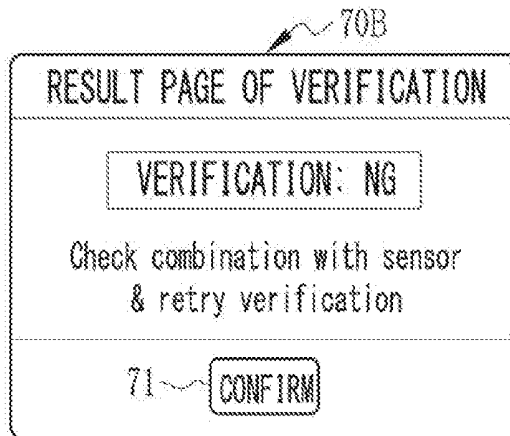 70B
RESULT PAGE OF VERIFICATION
VERIFICATION: NG
Check combination with sensor
& retry verification
71
CONFIRM